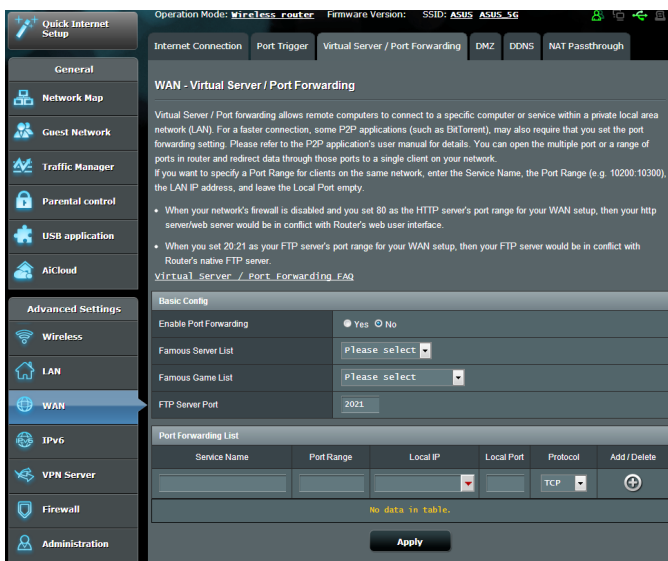 Quick Internet
Setup
Operation Mode: Wireless router Firmware Version: SSID: ASUS ASUS_5G
Internet Connection Port Trigger Virtual Server / Port Forwarding DMZ DDNS NAT Passthrough
General
Network Map
Guest Network
Traffic Manager
Parental control
USB application
AiCloud
Advanced Settings
Wireless
LAN
WAN
IPv6
VPN Server
Firewall
Administration
WAN - Virtual Server / Port Forwarding
Virtual Server / Port forwarding allows remote computers to connect to a specific computer or service within a private local area
network (LAN). For a faster connection, some P2P applications (such as BitTorrent), may also require that you set the port
forwarding setting. Please refer to the P2P application's user manual for details. You can open the multiple port or a range of
ports in router and redirect data through those ports to a single client on your network.
If you want to specify a Port Range for clients on the same network, enter the Service Name, the Port Range (e.g. 10200:10300),
the LAN IP address, and leave the Local Port empty.
• When your network's firewall is disabled and you set 80 as the HTTP server's port range for your WAN setup, then your http
server/web server would be in conflict with Router's web user interface.
• When you set 20:21 as your FTP server's port range for your WAN setup, then your FTP server would be in conflict with
Router's native FTP server.
Virtual Server / Port Forwarding FAQ
Basic Config
Enable Port Forwarding Yes No
Famous Server List Please select
Famous Game List Please select
FTP Server Port 2021
Port Forwarding List
Service Name Port Range Local IP Local Port Protocol Add / Delete
TCP
No data in table.
Apply